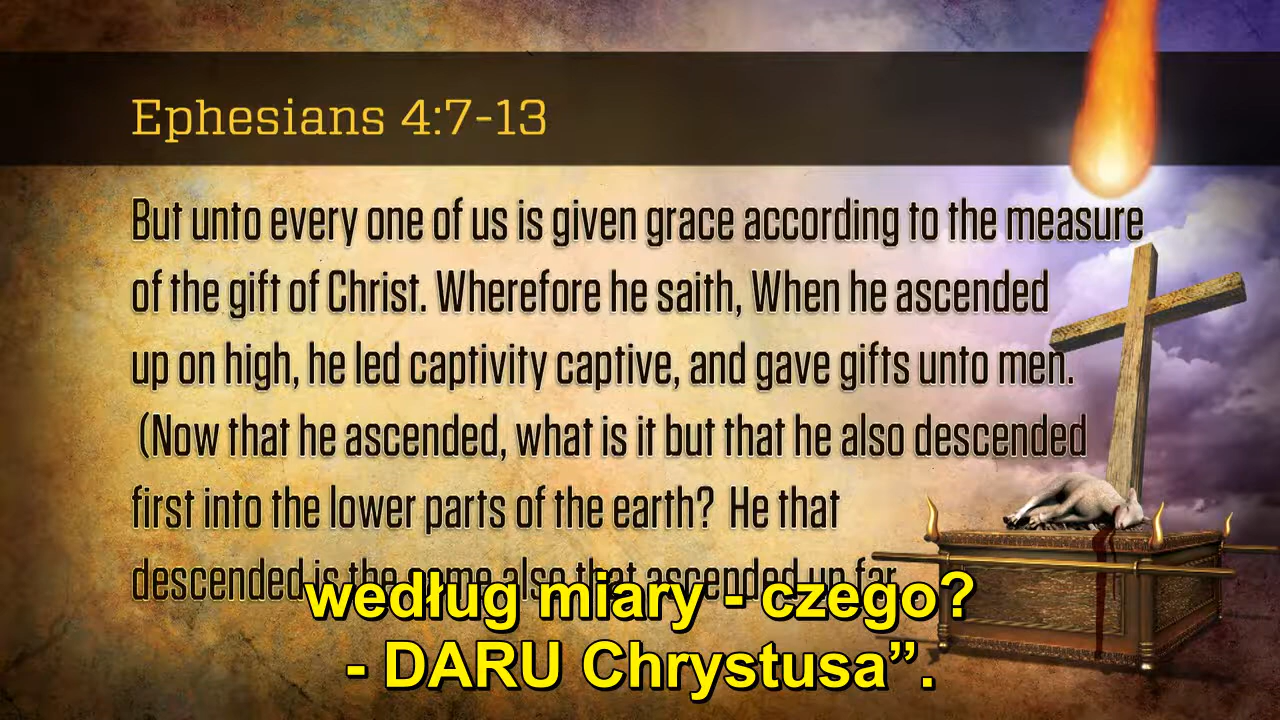 Ephesians 4:7-13
But unto every one of us is given grace according to the measure
of the gift of Christ. Wherefore he saith, When he ascended
up on high, he led captivity captive, and gave gifts unto men.
(Now that he ascended, what is it but that he also descended
first into the lower parts of the earth? He that
descended is the same also that ascended up far
według miary - czego?
- DARU Chrystusa”.